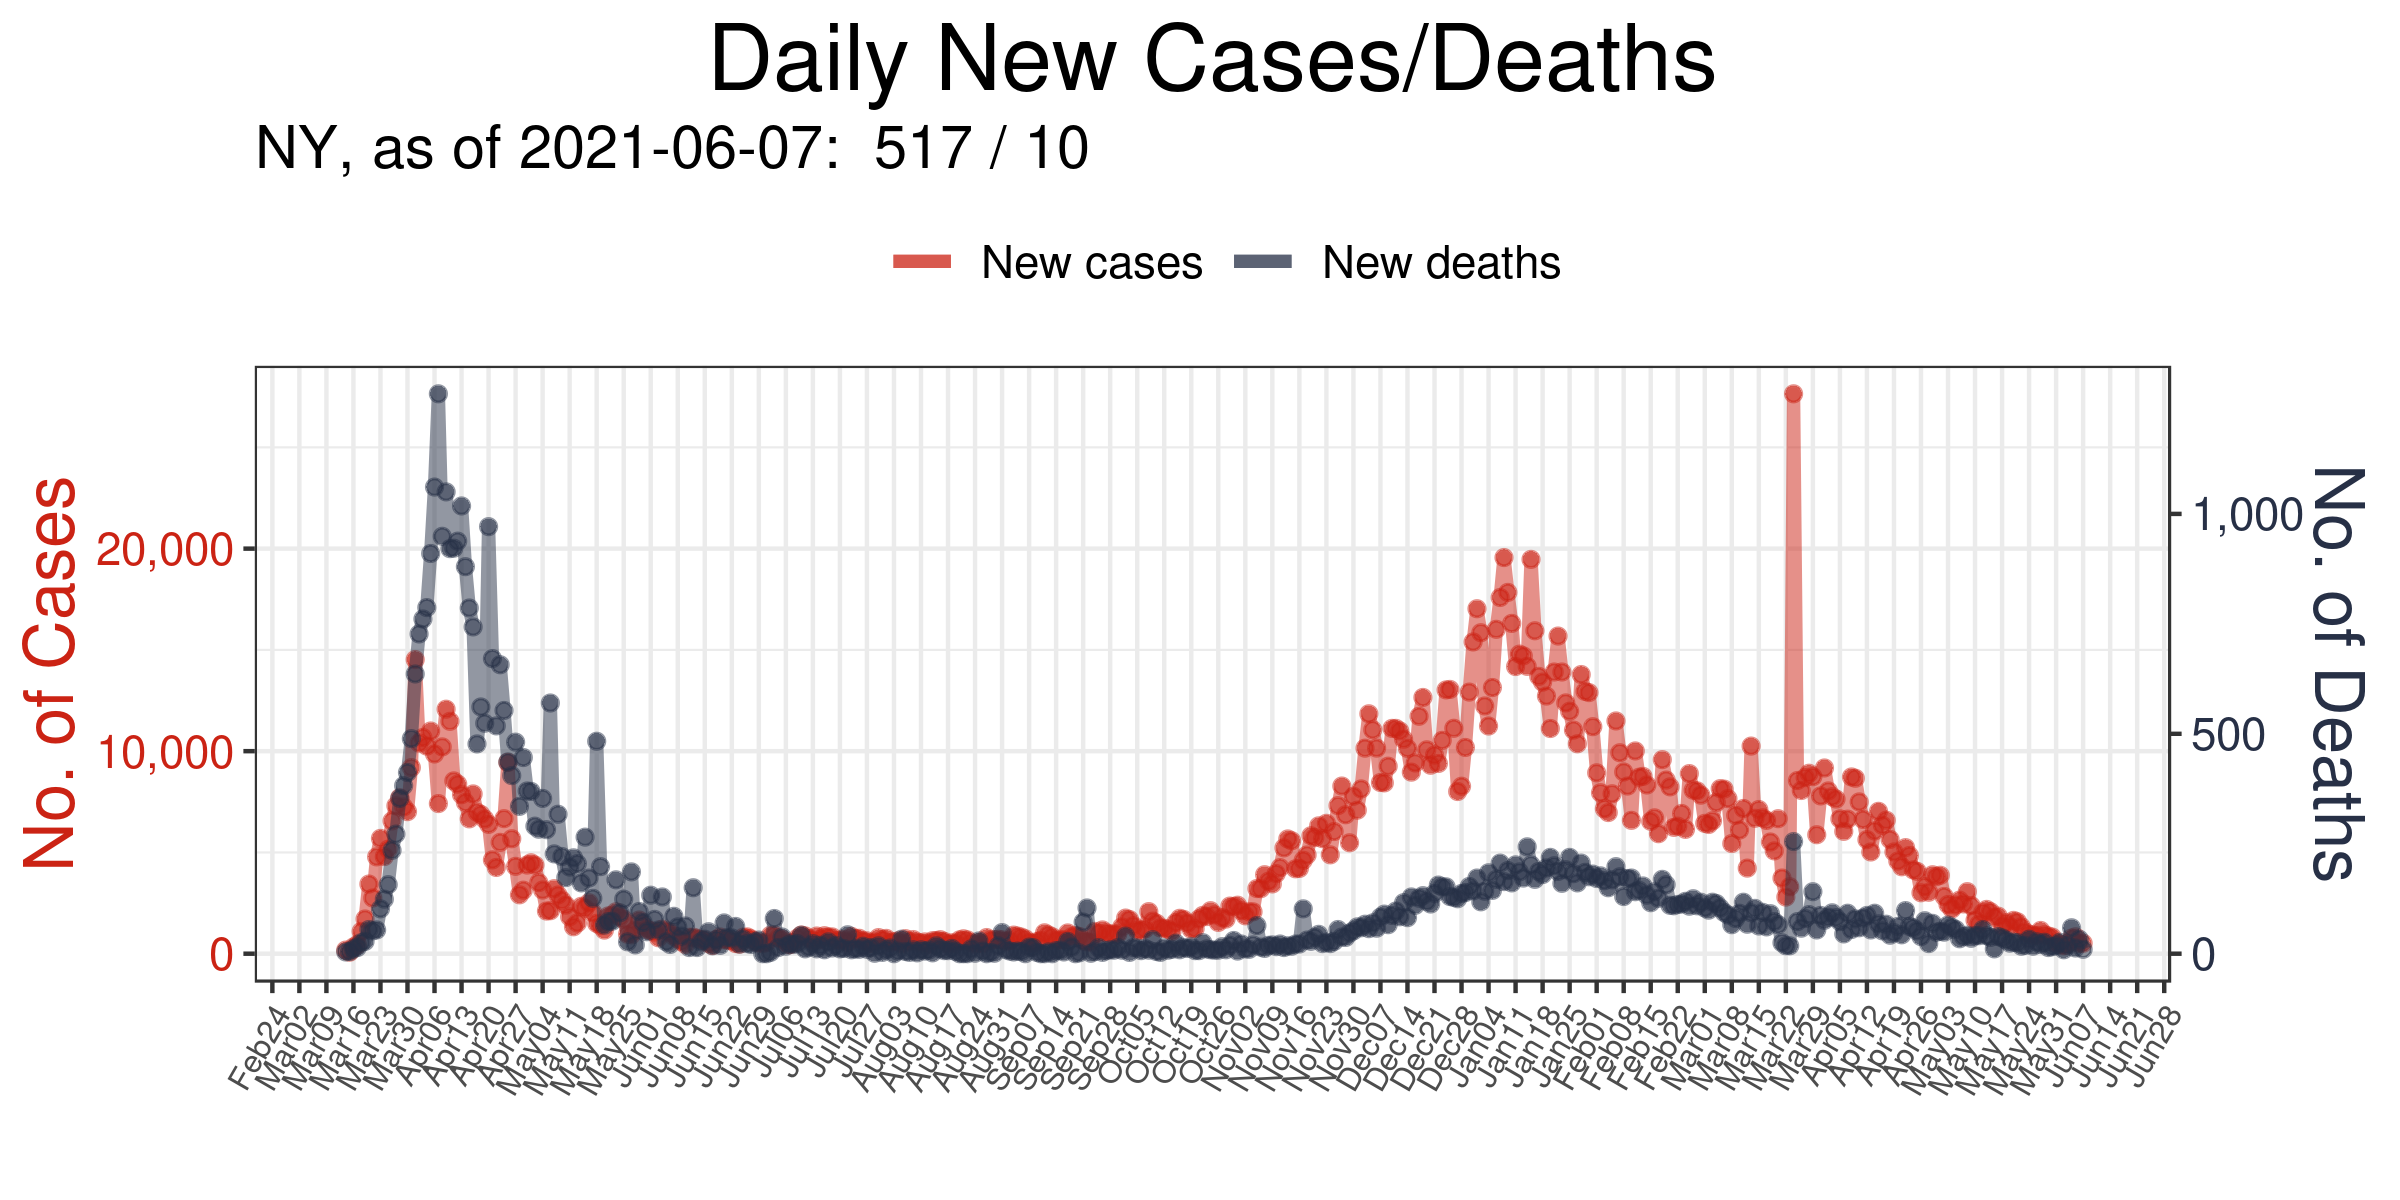 Daily New Cases/Deaths
NY, as of 2021-06-07:  517 / 10
New cases
New deaths
No. of Cases
20,000
10,000
0
1,000
500
0
No. of Deaths
Feb24
Mar02
Mar09
Mar16
Mar23
Mar30
Apr06
Apr13
Apr20
Apr27
May04
May11
May18
May25
Jun01
Jun08
Jun15
Jun22
Jun29
Jul06
Jul13
Jul20
Jul27
Aug03
Aug10
Aug17
Aug24
Aug31
Sep07
Sep14
Sep21
Sep28
Oct05
Oct12
Oct19
Oct26
Nov02
Nov09
Nov16
Nov23
Nov30
Dec07
Dec14
Dec21
Dec28
Jan04
Jan11
Jan18
Jan25
Feb01
Feb08
Feb15
Feb22
Mar01
Mar08
Mar15
Mar22
Mar29
Apr05
Apr12
Apr19
Apr26
May03
May10
May17
May24
May31
Jun07
Jun14
Jun21
Jun28